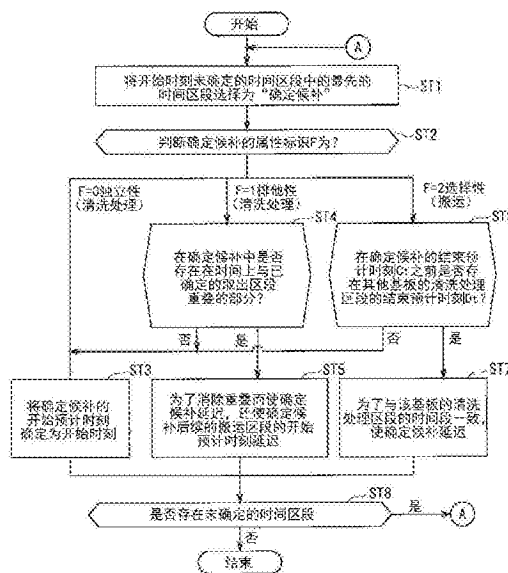 开始
A
将开始时刻未确定的时间区段中的最先的
时间区段选择为“确定候补”
ST1
判断确定候补的属性标识F为?
ST2
F=0独立性
(清洗处理)
F=1排他性
(清洗处理)
F=2选择性
(搬运)
ST4
在确定候补中是否
存在在时间上与已
确定的取出区段
重叠的部分?
在确定候补的结束预
计时刻Ct之前是否存
在其他基板的清洗处理
区段的结束预计时刻Dt?
否
是
否
是
ST3
将确定候补的
开始预计时刻
确定为开始时刻
ST5
为了消除重叠而使确定
候补延迟,还使确定候
补后续的搬运区段的开始
预计时刻延迟
ST7
为了与该基板的清洗
处理区段的时间段一致,
使确定候补延迟
ST8
是否存在未确定的时间区段
是
A
否
结束